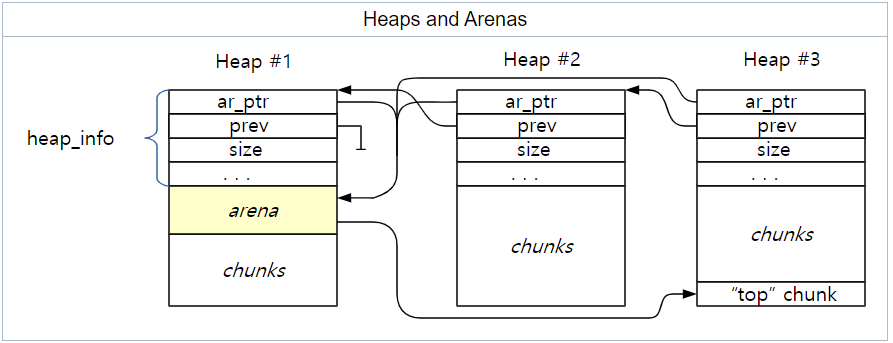 Heaps and Arenas
Heap #1
Heap #2
Heap #3
heap_info
ar_ptr
prev
size
. . .
arena
chunks
ar_ptr
prev
size
. . .
chunks
ar_ptr
prev
size
. . .
chunks
“top” chunk